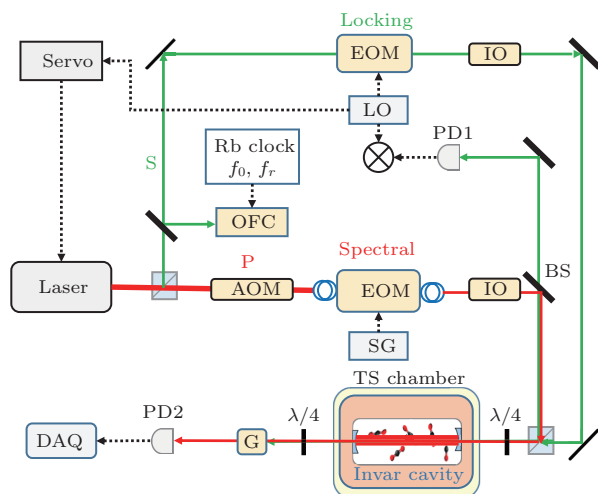 Locking
Servo
EOM
IO
LO
PD1
Rb clock
f₀, fᵣ
S
OFC
P
Spectral
BS
Laser
AOM
EOM
IO
SG
TS chamber
PD2
λ/4
λ/4
DAQ
G
Invar cavity